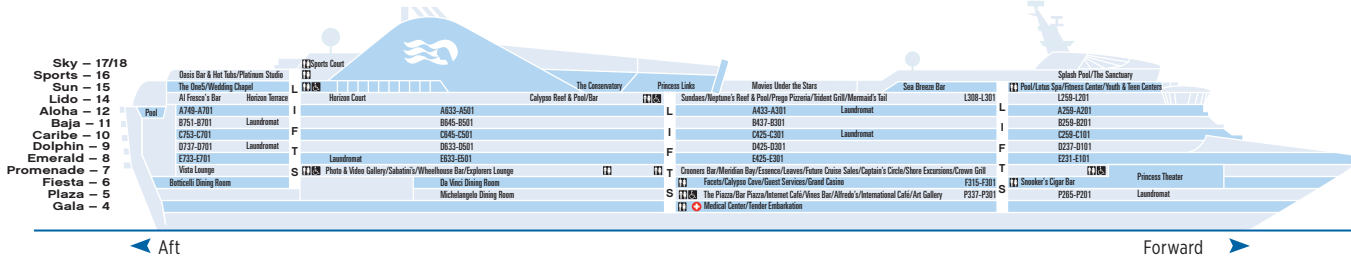 Sky – 17/18 Sports Court
Sports – 16 Oasis Bar & Hot Tubs/Platinum Studio Splash Pool/The Sanctuary
Sun – 15 The One5/Wedding Chapel The Conservatory Princess Links Movies Under the Stars Sea Breeze Bar Pool/Lotus Spa/Fitness Center/Youth & Teen Centers
Lido – 14 Al Fresco's Bar Horizon Terrace Horizon Court Calypso Reef & Pool/Bar Sundaes/Neptune's Reef & Pool/Prego Pizzeria/Trident Grill/Mermaid's Tail L308-L301 L259-L201
Aloha – 12 Pool A749-A701 A633-A501 A433-A301 Laundromat A259-A201
Baja – 11 B751-B701 Laundromat B645-B501 B437-B301 B259-B201
Caribe – 10 C753-C701 C645-C501 C425-C301 Laundromat C259-C101
Dolphin – 9 D737-D701 Laundromat D633-D501 D425-D301 D237-D101
Emerald – 8 E733-E701 Laundromat E633-E501 E425-E301 E231-E101
Promenade – 7 Vista Lounge Photo & Video Gallery/Sabatini's/Wheelhouse Bar/Explorers Lounge Crooners Bar/Meridian Bay/Essence/Leaves/Future Cruise Sales/Captain's Circle/Shore Excursions/Crown Grill Princess Theater
Fiesta – 6 Botticelli Dining Room Da Vinci Dining Room Facets/Calypso Cove/Guest Services/Grand Casino F315-F301 Snooker's Cigar Bar
Plaza – 5 Michelangelo Dining Room The Piazza/Bar Piazza/Internet Café/Vines Bar/Alfredo's/International Café/Art Gallery P337-P301 P265-P201 Laundromat
Gala – 4 Medical Center/Tender Embarkation
LIFTS
LIFTS
LIFTS
Aft Forward